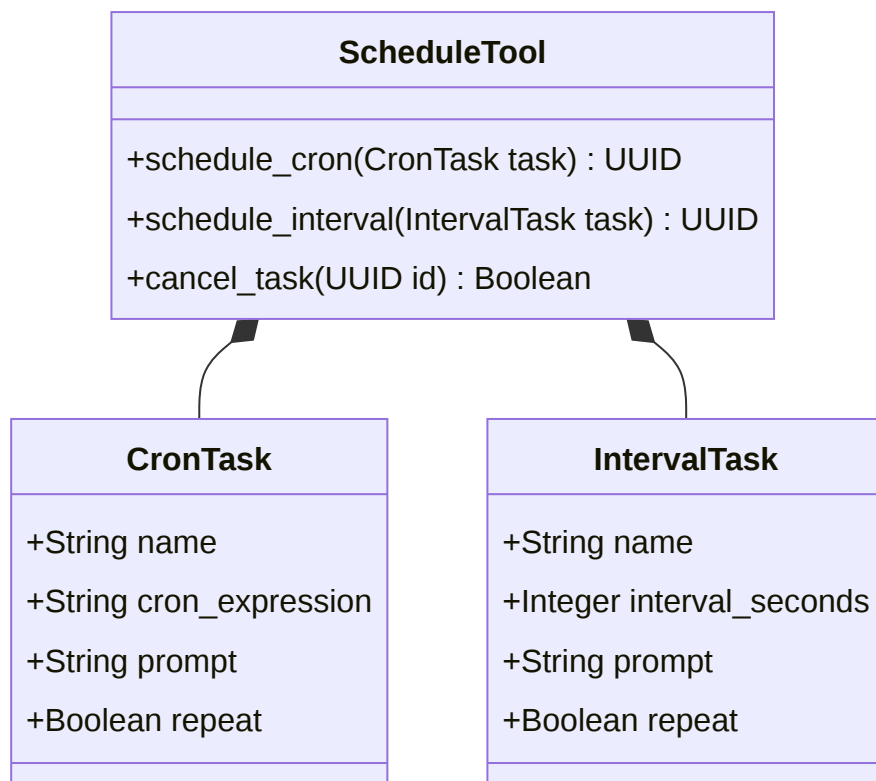 ScheduleTool
+schedule_cron(CronTask task) : UUID
+schedule_interval(IntervalTask task) : UUID
+cancel_task(UUID id) : Boolean
CronTask
+String name
+String cron_expression
+String prompt
+Boolean repeat
IntervalTask
+String name
+Integer interval_seconds
+String prompt
+Boolean repeat